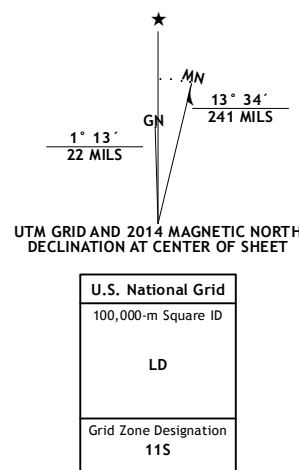 ★
MN
13° 34´
241 MILS
GN
1° 13´
22 MILS
UTM GRID AND 2014 MAGNETIC NORTH
DECLINATION AT CENTER OF SHEET
U.S. National Grid
100,000-m Square ID
LD
Grid Zone Designation
11S